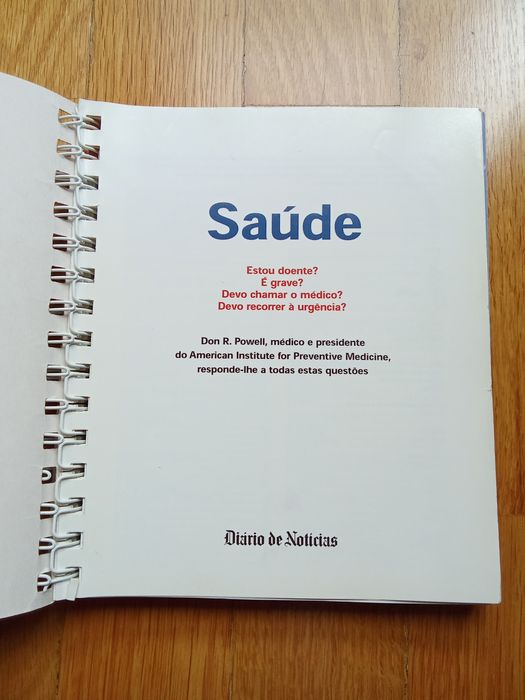 Saúde
Estou doente?
É grave?
Devo chamar o médico?
Devo recorrer à urgência?
Don R. Powell, médico e presidente
do American Institute for Preventive Medicine,
responde-lhe a todas estas questões
Diário de Notícias